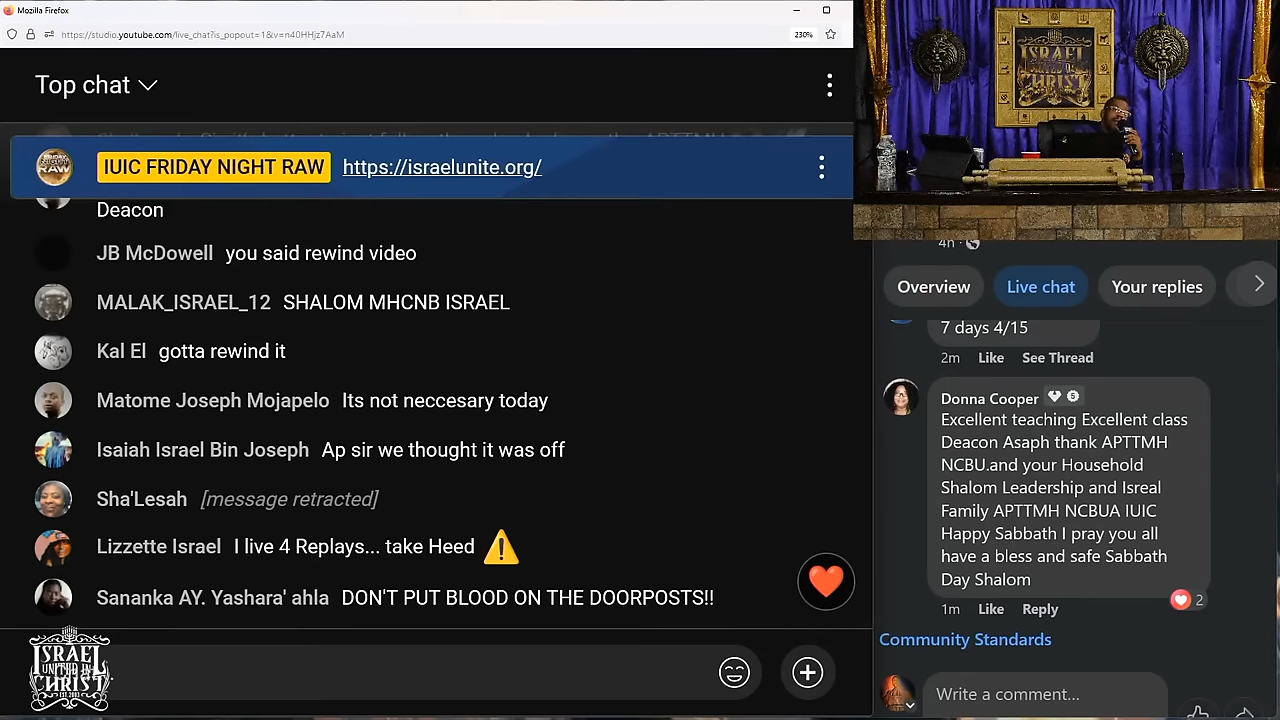 Mozilla Firefox
https://studio.youtube.com/live_chat?is_popout=1&v=n40HHjz7AaM
230%
Top chat
IUIC FRIDAY NIGHT RAW https://israelunite.org/
Deacon
JB McDowell you said rewind video
MALAK_ISRAEL_12 SHALOM MHCNB ISRAEL
Kal El gotta rewind it
Matome Joseph Mojapelo Its not neccesary today
Isaiah Israel Bin Joseph Ap sir we thought it was off
Sha'Lesah [message retracted]
Lizzette Israel I live 4 Replays... take Heed
Sananka AY. Yashara' ahla DON'T PUT BLOOD ON THE DOORPOSTS!!
ISRAEL
UNITED IN
CHRIST
EST. 2003
ISRAEL
UNITED IN
CHRIST
4h
Overview
Live chat
Your replies
7 days 4/15
2m Like See Thread
Donna Cooper
Excellent teaching Excellent class
Deacon Asaph thank APTTMH
NCBU.and your Household
Shalom Leadership and Isreal
Family APTTMH NCBUA IUIC
Happy Sabbath I pray you all
have a bless and safe Sabbath
Day Shalom
1m Like Reply
2
Community Standards
Write a comment...